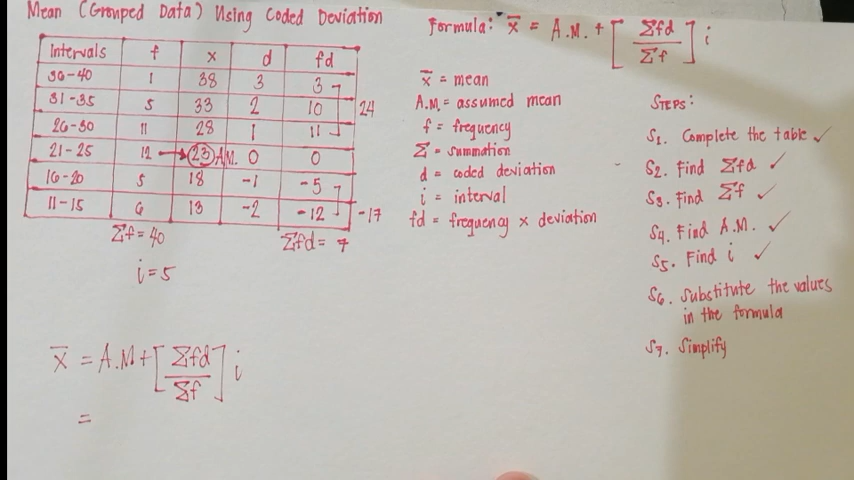 Mean (Grouped Data) Using Coded Deviation
Intervals f x d fd
36-40 1 38 3 3
31-35 5 33 2 10 24
26-30 11 28 1 11
21-25 12 → 23 A.M. 0 0
16-20 5 18 -1 -5
11-15 6 13 -2 -12 -17
Σf = 40 Σfd = 7
i = 5
x̄ = A.M + [Σfd/Σf] i
=
Formula: x̄ = A.M. + [Σfd/Σf] i
x̄ = mean
A.M. = assumed mean
f = frequency
Σ = summation
d = coded deviation
i = interval
fd = frequency x deviation
STEPS:
S1. Complete the table ✓
S2. Find Σfd ✓
S3. Find Σf ✓
S4. Find A.M. ✓
S5. Find i ✓
S6. Substitute the values
in the formula
S7. Simplify